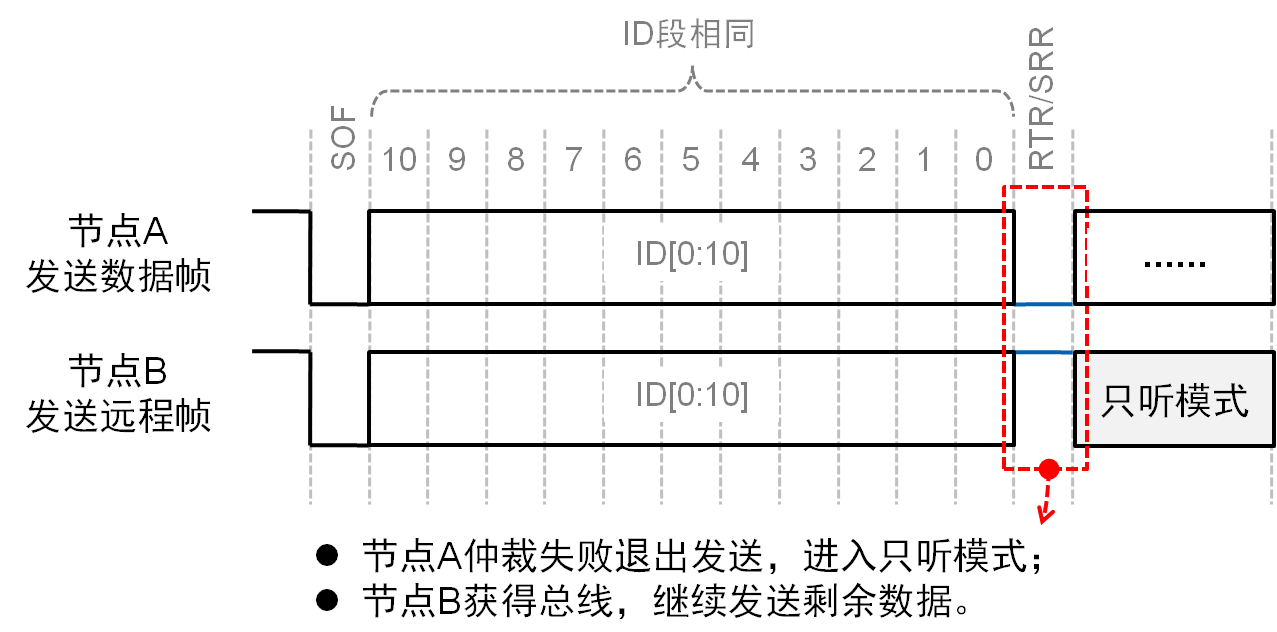 ID段相同
SOF
10 9 8 7 6 5 4 3 2 1 0
RTR/SRR
节点A
发送数据帧
ID[0:10]
......
节点B
发送远程帧
ID[0:10]
只听模式
● 节点A仲裁失败退出发送，进入只听模式；
● 节点B获得总线，继续发送剩余数据。